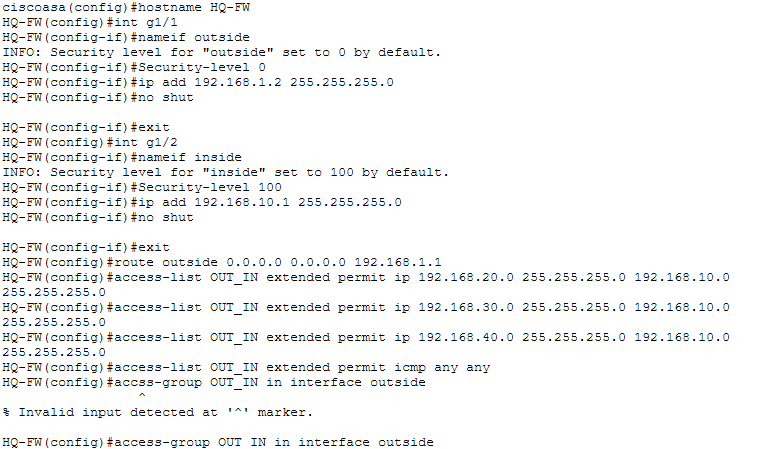 ciscoasa(config)#hostname HQ-FW
HQ-FW(config)#int g1/1
HQ-FW(config-if)#nameif outside
INFO: Security level for "outside" set to 0 by default.
HQ-FW(config-if)#Security-level 0
HQ-FW(config-if)#ip add 192.168.1.2 255.255.255.0
HQ-FW(config-if)#no shut
HQ-FW(config-if)#exit
HQ-FW(config)#int g1/2
HQ-FW(config-if)#nameif inside
INFO: Security level for "inside" set to 100 by default.
HQ-FW(config-if)#Security-level 100
HQ-FW(config-if)#ip add 192.168.10.1 255.255.255.0
HQ-FW(config-if)#no shut
HQ-FW(config-if)#exit
HQ-FW(config)#route outside 0.0.0.0 0.0.0.0 192.168.1.1
HQ-FW(config)#access-list OUT_IN extended permit ip 192.168.20.0 255.255.255.0 192.168.10.0
255.255.255.0
HQ-FW(config)#access-list OUT_IN extended permit ip 192.168.30.0 255.255.255.0 192.168.10.0
255.255.255.0
HQ-FW(config)#access-list OUT_IN extended permit ip 192.168.40.0 255.255.255.0 192.168.10.0
255.255.255.0
HQ-FW(config)#access-list OUT_IN extended permit icmp any any
HQ-FW(config)#accss-group OUT_IN in interface outside
^
% Invalid input detected at '^' marker.
HQ-FW(config)#access-group OUT IN in interface outside